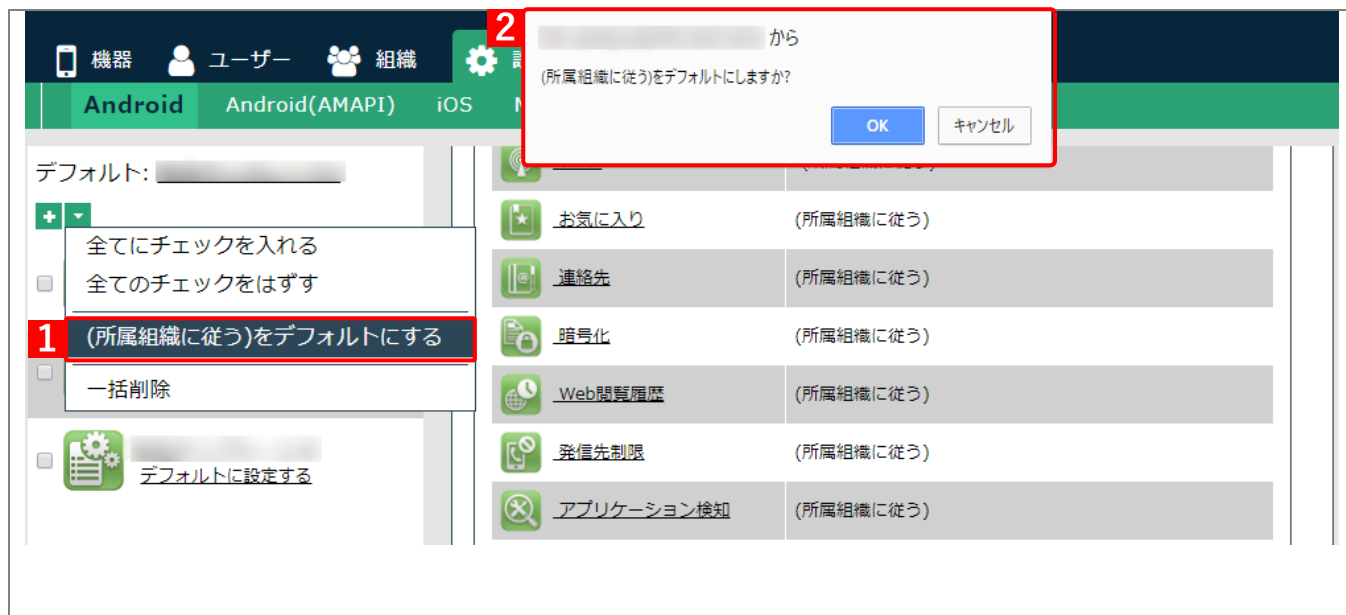 2
から
(所属組織に従う)をデフォルトにしますか?
OK キャンセル
機器 ユーザー 組織
Android Android(AMAPI) iOS
デフォルト:
全てにチェックを入れる
全てのチェックをはずす
1 (所属組織に従う)をデフォルトにする
一括削除
デフォルトに設定する
お気に入り (所属組織に従う)
連絡先 (所属組織に従う)
暗号化 (所属組織に従う)
Web閲覧履歴 (所属組織に従う)
発信先制限 (所属組織に従う)
アプリケーション検知 (所属組織に従う)